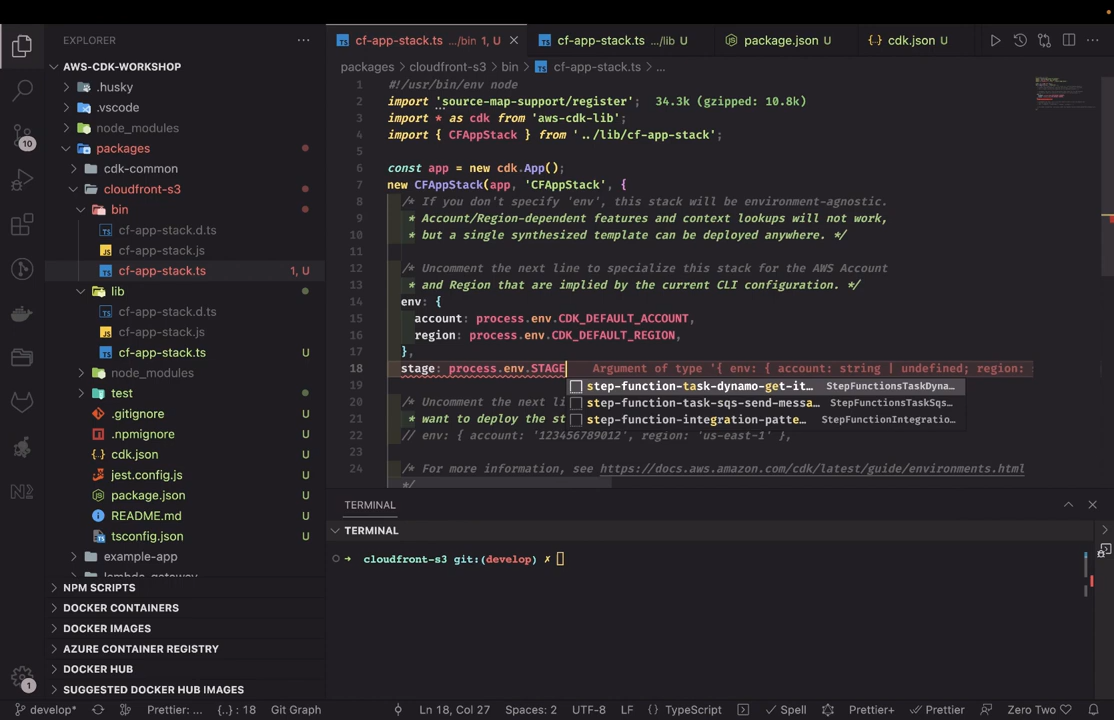 EXPLORER
AWS-CDK-WORKSHOP
.husky
.vscode
node_modules
packages
cdk-common
cloudfront-s3
bin
cf-app-stack.d.ts
cf-app-stack.js
cf-app-stack.ts 1, U
lib
cf-app-stack.d.ts
cf-app-stack.js
cf-app-stack.ts U
node_modules
test
.gitignore U
.npmignore U
cdk.json U
jest.config.js U
package.json U
README.md U
tsconfig.json U
example-app
lambda-gateway
NPM SCRIPTS
DOCKER CONTAINERS
DOCKER IMAGES
AZURE CONTAINER REGISTRY
DOCKER HUB
SUGGESTED DOCKER HUB IMAGES
10
1
cf-app-stack.ts .../bin 1, U
cf-app-stack.ts .../lib U
package.json U
cdk.json U
packages > cloudfront-s3 > bin > cf-app-stack.ts > ...
1 #!/usr/bin/env node
2 import 'source-map-support/register'; 34.3k (gzipped: 10.8k)
3 import * as cdk from 'aws-cdk-lib';
4 import { CFAppStack } from '../lib/cf-app-stack';
5
6 const app = new cdk.App();
7 new CFAppStack(app, 'CFAppStack', {
8 /* If you don't specify 'env', this stack will be environment-agnostic.
9 * Account/Region-dependent features and context lookups will not work,
10 * but a single synthesized template can be deployed anywhere. */
11
12 /* Uncomment the next line to specialize this stack for the AWS Account
13 * and Region that are implied by the current CLI configuration. */
14 env: {
15 account: process.env.CDK_DEFAULT_ACCOUNT,
16 region: process.env.CDK_DEFAULT_REGION,
17 },
18 stage: process.env.STAGE Argument of type '{ env: { account: string | undefined; region:
step-function-task-dynamo-get-it… StepFunctionsTaskDyna…
19
step-function-task-sqs-send-messa… StepFunctionsTaskSqs…
20 /* Uncomment the next li
step-function-integration-patte… StepFunctionIntegratio…
21 * want to deploy the st
22 // env: { account: '123456789012', region: 'us-east-1' },
23
24 /* For more information, see https://docs.aws.amazon.com/cdk/latest/guide/environments.html
*/
TERMINAL
TERMINAL
cloudfront-s3 git:(develop) ✗
develop* Prettier: ... {..} : 18 Git Graph Ln 18, Col 27 Spaces: 2 UTF-8 LF {} TypeScript Spell Prettier+ Prettier Zero Two